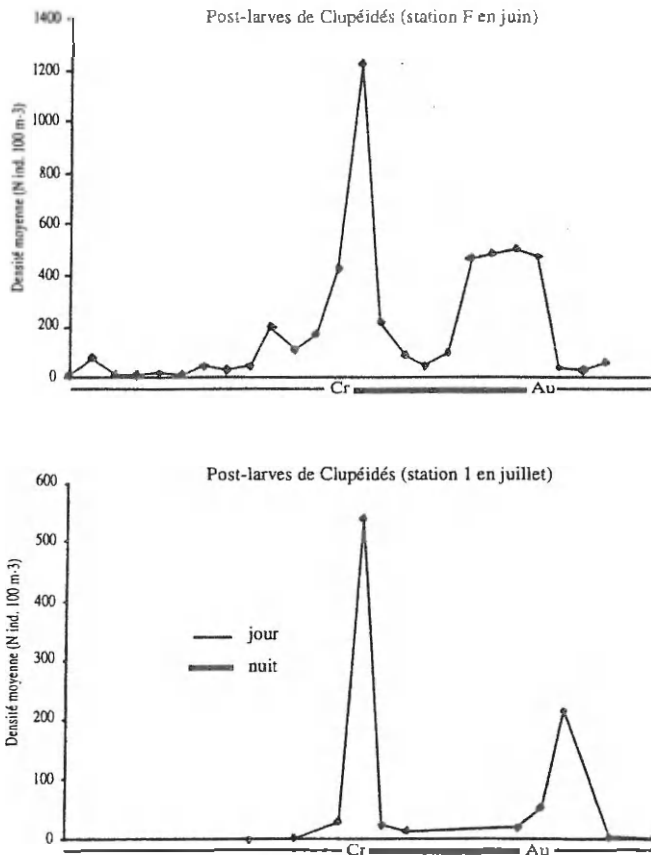 Post-larves de Clupéidés (station F en juin)
Densité moyenne (N ind. 100 m-3)
1400
1200
1000
800
600
400
200
0
Cr
Au
Post-larves de Clupéidés (station 1 en juillet)
Densité moyenne (N ind. 100 m-3)
600
500
400
300
200
100
0
jour
nuit
Cr
Au